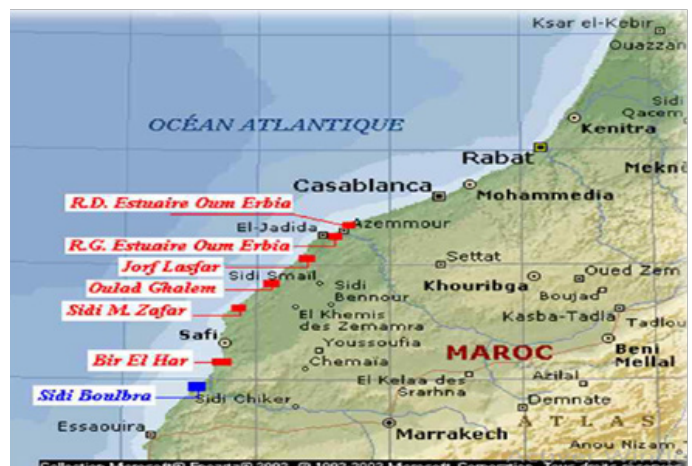 Ksar el-Kebir
Ouazzan
Sidi
Qacem
Kenitra
OCÉAN ATLANTIQUE
Rabat
Mekné
Casablanca
Mohammedia
R.D. Estuaire Oum Erbia
Azemmour
El-Jadida
R.G. Estuaire Oum Erbia
Settat
Jorf Lasfar
Sidi Smaïl
Oued Zem
Oulad Ghalem
Sidi
Bennour
Khouribga
Boujad
Sidi M. Zafar
El Khemis
des Zemamra
Kasba-Tadla
Tadlou
Safi
Youssoufia
MAROC
Beni
Mellal
Bir El Har
Chemaïa
El Kelaa des
Srarhna
Azilal
Sidi Boulbra
Sidi Chiker
Demnate
ATLAS
Essaouira
Marrakech
Anou Nizam